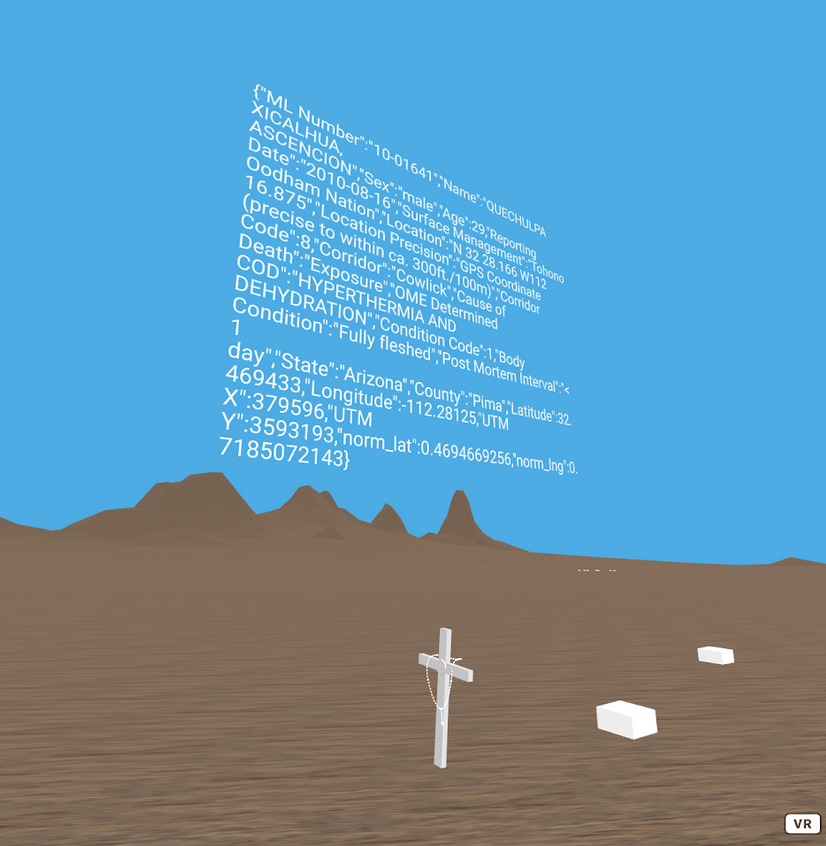 {"ML Number":"10-01641","Name":"QUECHULPA
XICALHUA,
ASCENCION","Sex":"male","Age":29,"Reporting
Date":"2010-08-16","Surface Management":"Tohono
Oodham Nation","Location":"N 32 28.166 W112
16.875","Location Precision":"GPS Coordinate
(precise to within ca. 300ft./100m)","Corridor
Code":8,"Corridor":"Cowlick","Cause of
Death":"Exposure","OME Determined
COD":"HYPERTHERMIA AND
DEHYDRATION","Condition Code":1,"Body
Condition":"Fully fleshed","Post Mortem Interval":"<
1
day","State":"Arizona","County":"Pima","Latitude":32.
469433,"Longitude":-112.28125,"UTM
X":379596,"UTM
Y":3593193,"norm_lat":0.4694669256,"norm_lng":0.
7185072143}
VR